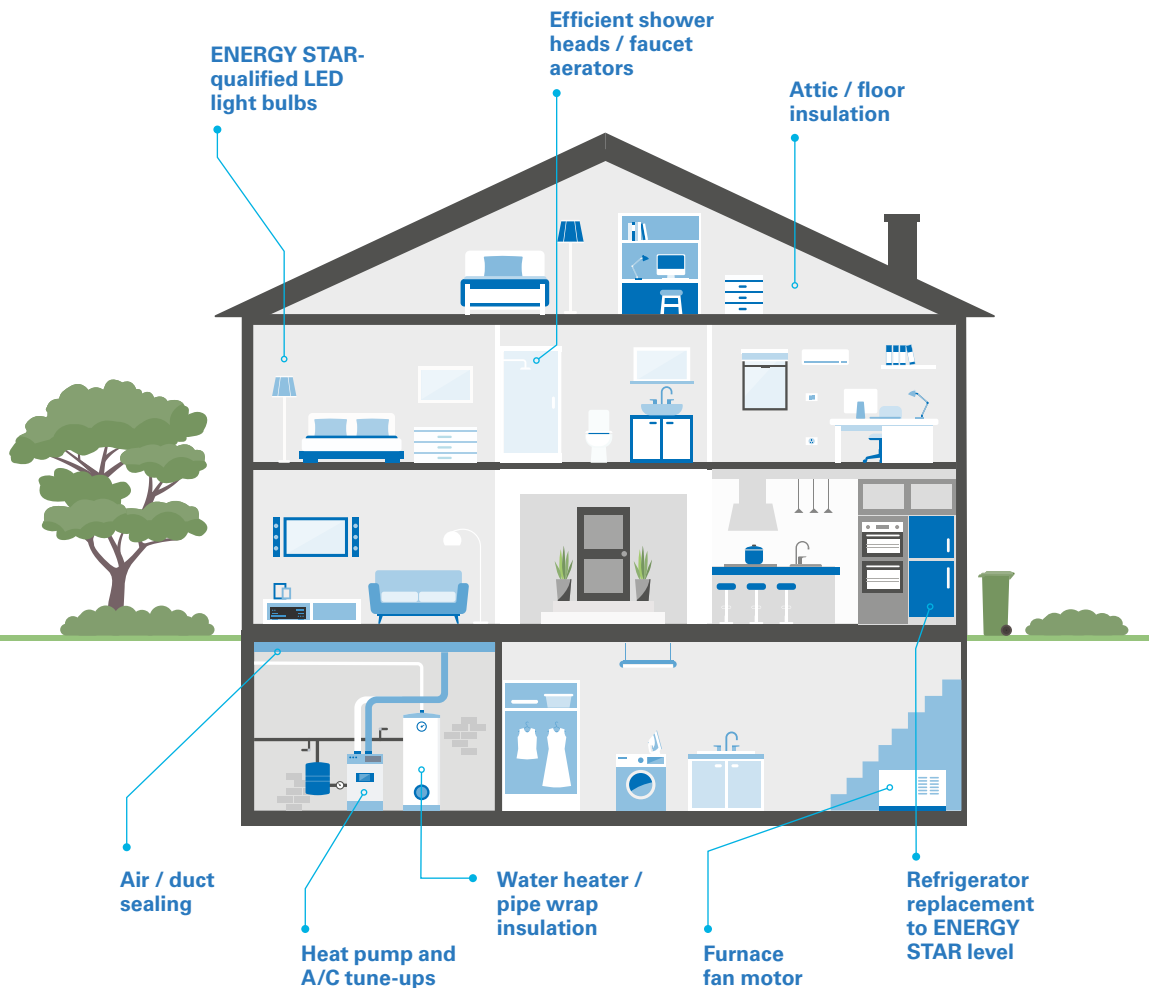 Efficient shower
heads / faucet
aerators
ENERGY STAR-
qualified LED
light bulbs
Attic / floor
insulation
Air / duct
sealing
Water heater /
pipe wrap
insulation
Refrigerator
replacement
to ENERGY
STAR level
Heat pump and
A/C tune-ups
Furnace
fan motor